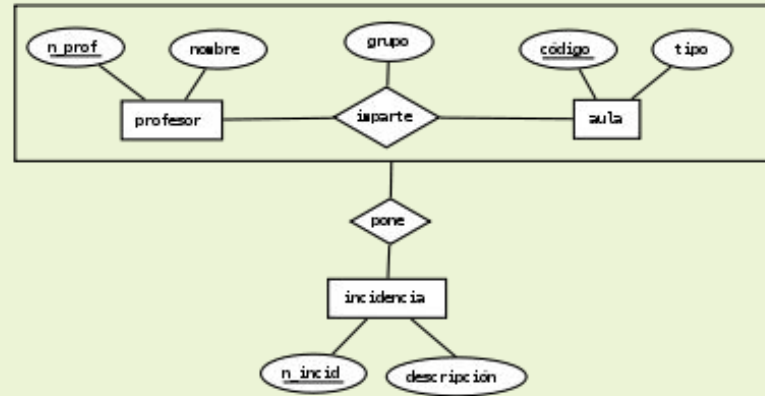 n_prof
nombre
grupo
código
tipo
profesor
imparte
aula
pone
incidencia
n_incid
descripción